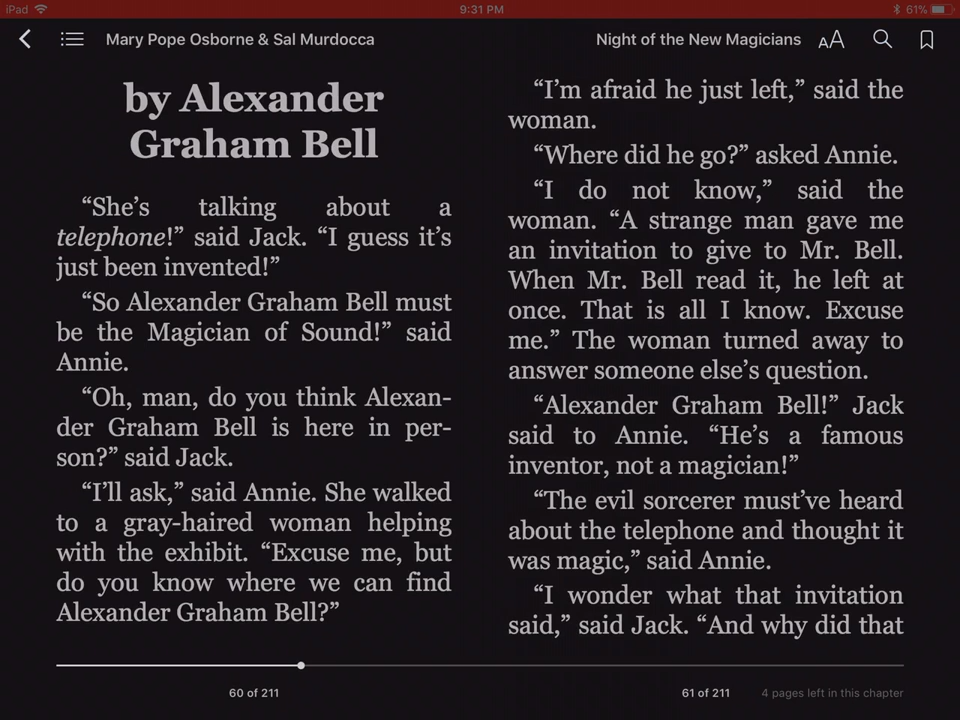 iPad
9:31 PM
61%
Mary Pope Osborne & Sal Murdocca
Night of the New Magicians
AA
by Alexander
Graham Bell
“She’s talking about a
telephone!” said Jack. “I guess it’s
just been invented!”
“So Alexander Graham Bell must
be the Magician of Sound!” said
Annie.
“Oh, man, do you think Alexan-
der Graham Bell is here in per-
son?” said Jack.
“I’ll ask,” said Annie. She walked
to a gray-haired woman helping
with the exhibit. “Excuse me, but
do you know where we can find
Alexander Graham Bell?”
“I’m afraid he just left,” said the
woman.
“Where did he go?” asked Annie.
“I do not know,” said the
woman. “A strange man gave me
an invitation to give to Mr. Bell.
When Mr. Bell read it, he left at
once. That is all I know. Excuse
me.” The woman turned away to
answer someone else’s question.
“Alexander Graham Bell!” Jack
said to Annie. “He’s a famous
inventor, not a magician!”
“The evil sorcerer must’ve heard
about the telephone and thought it
was magic,” said Annie.
“I wonder what that invitation
said,” said Jack. “And why did that
60 of 211
61 of 211
4 pages left in this chapter